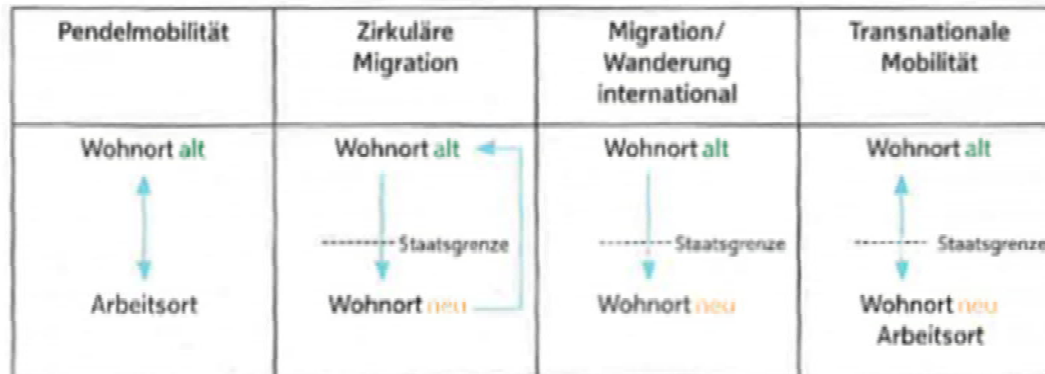 Pendelmobilität
Zirkuläre
Migration
Migration/
Wanderung
international
Transnationale
Mobilität
Wohnort alt
Arbeitsort
Wohnort alt
Staatsgrenze
Wohnort neu
Wohnort alt
Staatsgrenze
Wohnort neu
Wohnort alt
Staatsgrenze
Wohnort neu
Arbeitsort